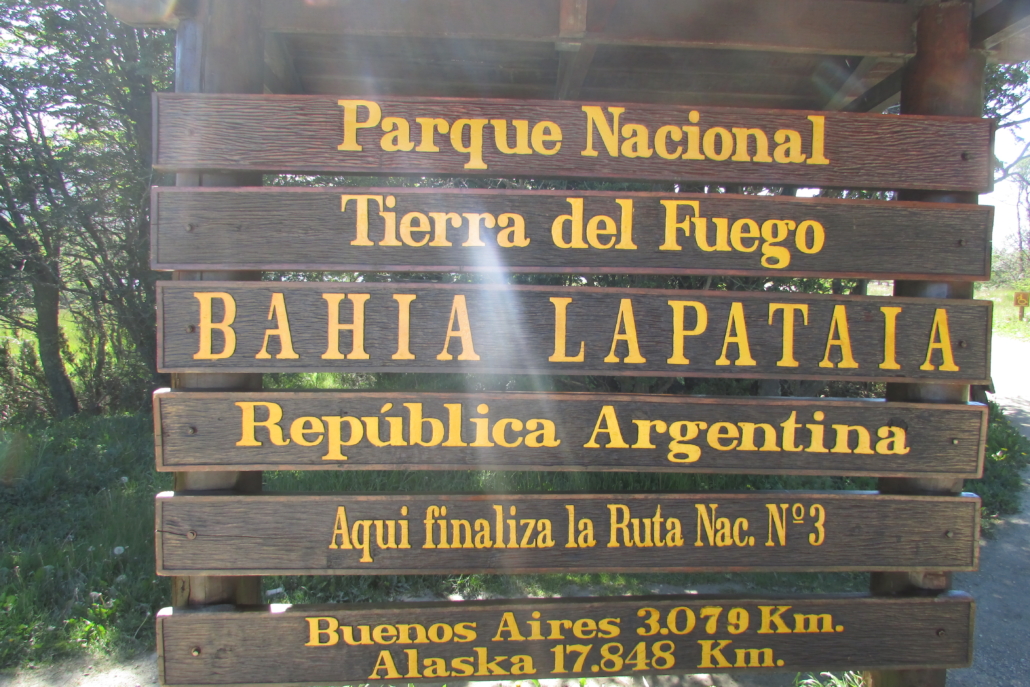 Parque Nacional
Tierra del Fuego
BAHIA LAPATAIA
República Argentina
Aqui finaliza la Ruta Nac. Nº3
Buenos Aires 3.079 Km.
Alaska 17.848 Km.